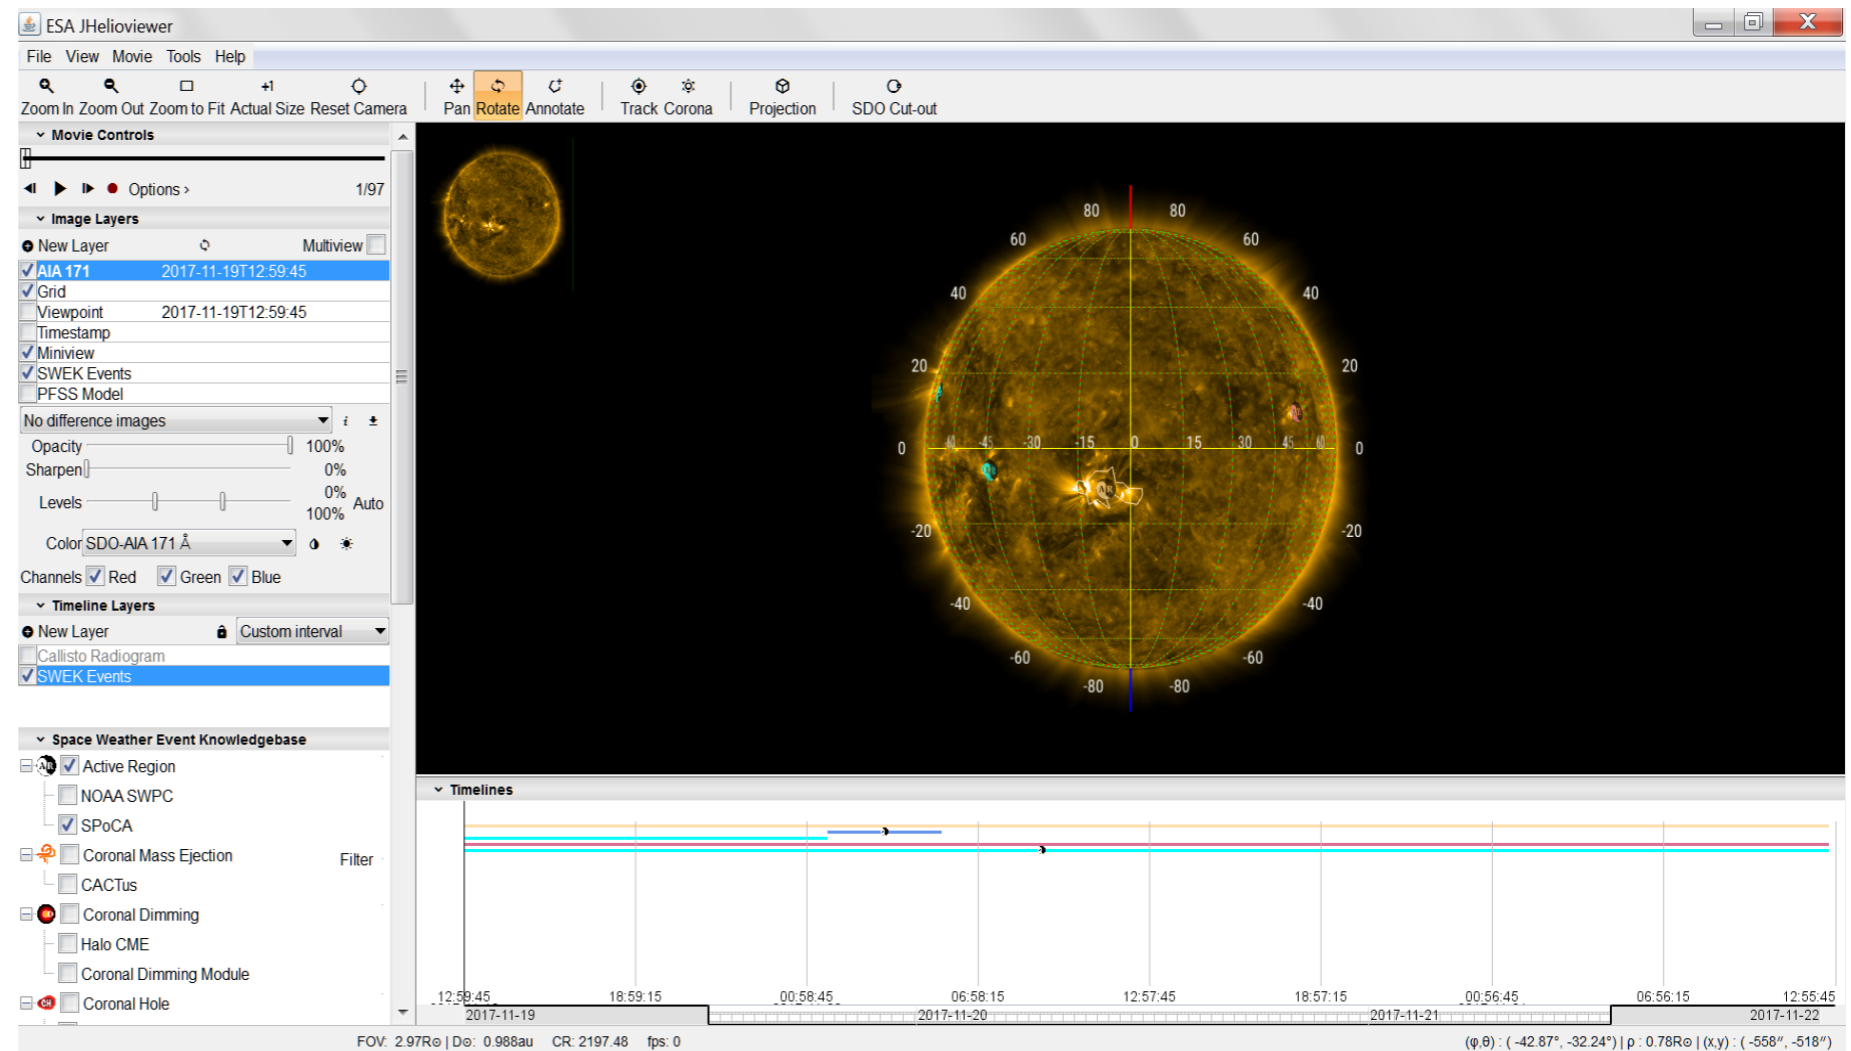 ESA JHelioviewer
File View Movie Tools Help
Zoom In Zoom Out Zoom to Fit +1 Actual Size Reset Camera Pan Rotate Annotate Track Corona Projection SDO Cut-out
Movie Controls
Options › 1/97
Image Layers
New Layer Multiview
AIA 171 2017-11-19T12:59:45
Grid
Viewpoint 2017-11-19T12:59:45
Timestamp
Miniview
SWEK Events
PFSS Model
No difference images i
Opacity 100%
Sharpen 0%
Levels 0% 100% Auto
Color SDO-AIA 171 Å
Channels Red Green Blue
Timeline Layers
New Layer Custom interval
Callisto Radiogram
SWEK Events
Space Weather Event Knowledgebase
AR Active Region
NOAA SWPC
SPoCA
Coronal Mass Ejection Filter
CACTus
Coronal Dimming
Halo CME
Coronal Dimming Module
CH Coronal Hole
80 80
60 60
40 40
20 20
0 -45 -30 -15 0 15 30 45 60 0
AR
-20 -20
-40 -40
-60 -60
-80 -80
Timelines
12:59:45 18:59:15 00:58:45 06:58:15 12:57:45 18:57:15 00:56:45 06:56:15 12:55:45
2017-11-19 2017-11-20 2017-11-21 2017-11-22
FOV: 2.97R⊙ | D⊙: 0.988au CR: 2197.48 fps: 0 (φ,θ) : ( -42.87°, -32.24°) | ρ : 0.78R⊙ | (x,y) : ( -558″, -518″)